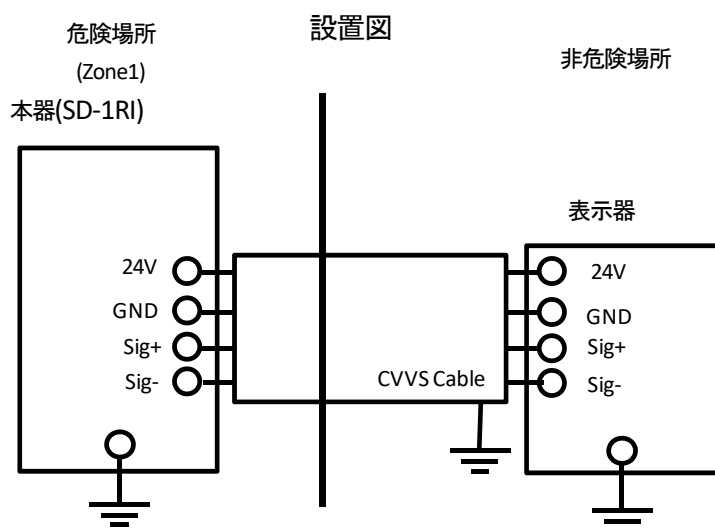 設置図
危険場所
(Zone1)
本器(SD-1RI)
24V
GND
Sig+
Sig-
CVVS Cable
非危険場所
表示器
24V
GND
Sig+
Sig-